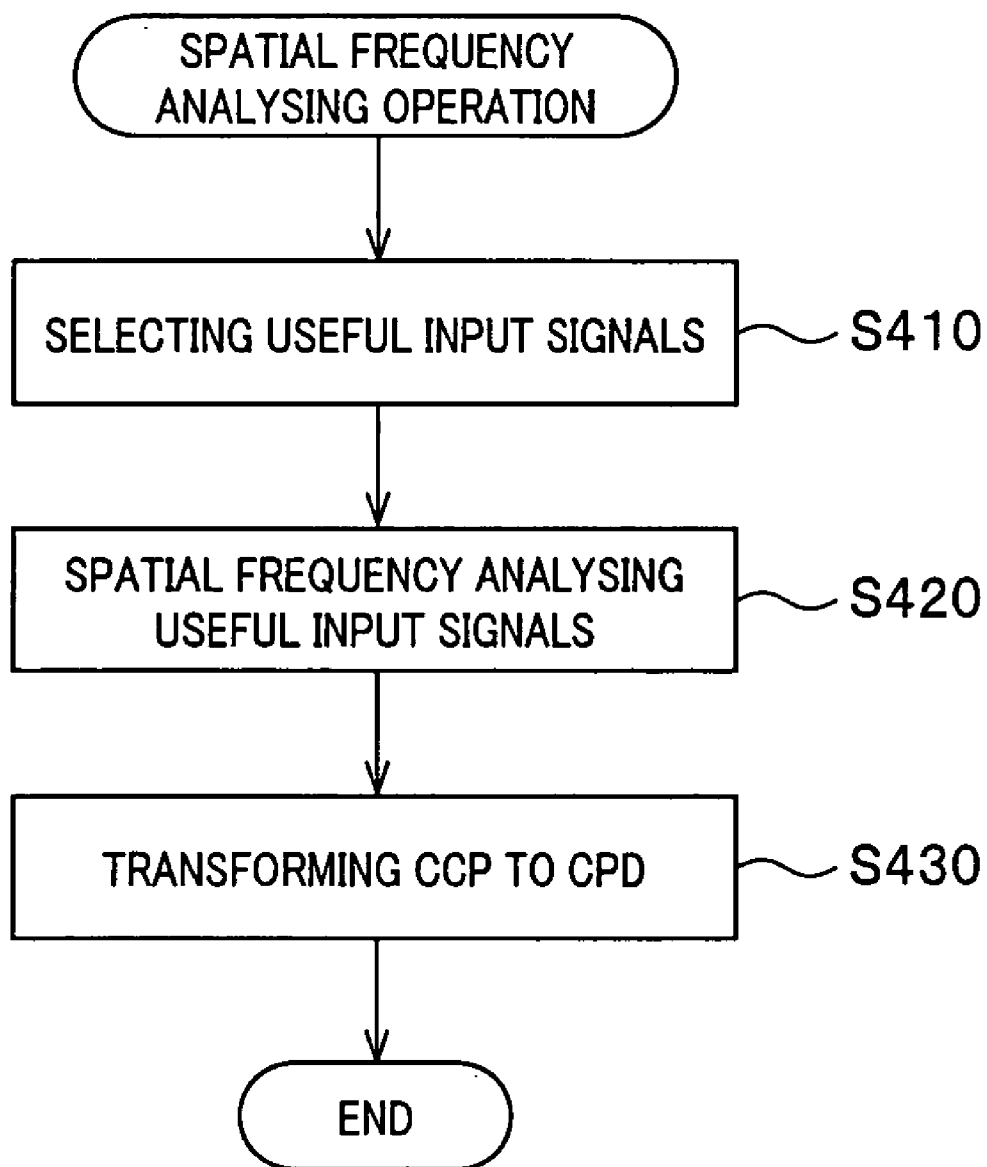 SPATIAL FREQUENCY
ANALYSING OPERATION
SELECTING USEFUL INPUT SIGNALS
S410
SPATIAL FREQUENCY ANALYSING
USEFUL INPUT SIGNALS
S420
TRANSFORMING CCP TO CPD
S430
END